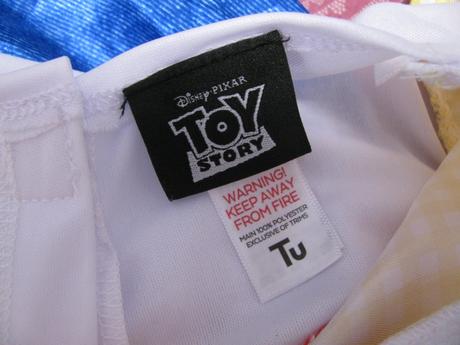 Disney·PIXAR
TOY
STORY
WARNING!
KEEP AWAY
FROM FIRE
MAIN 100% POLYESTER
EXCLUSIVE OF TRIMS
Tu